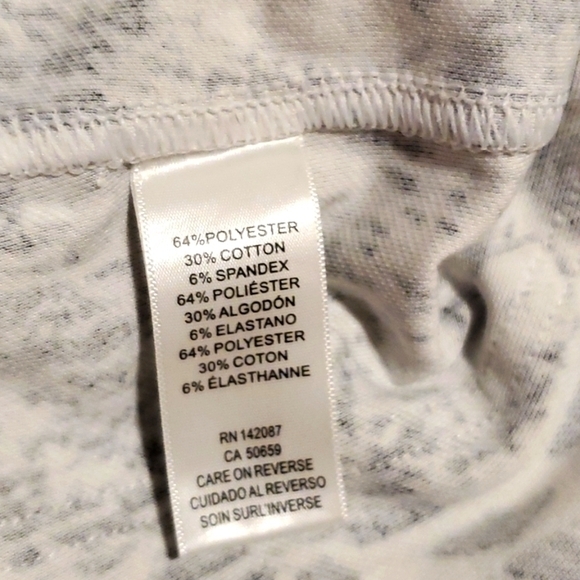 64%POLYESTER
30% COTTON
6% SPANDEX
64% POLIÉSTER
30% ALGODÓN
6% ELASTANO
64% POLYESTER
30% COTON
6% ÉLASTHANNE
RN 142087
CA 50659
CARE ON REVERSE
CUIDADO AL REVERSO
SOIN SURL'INVERSE